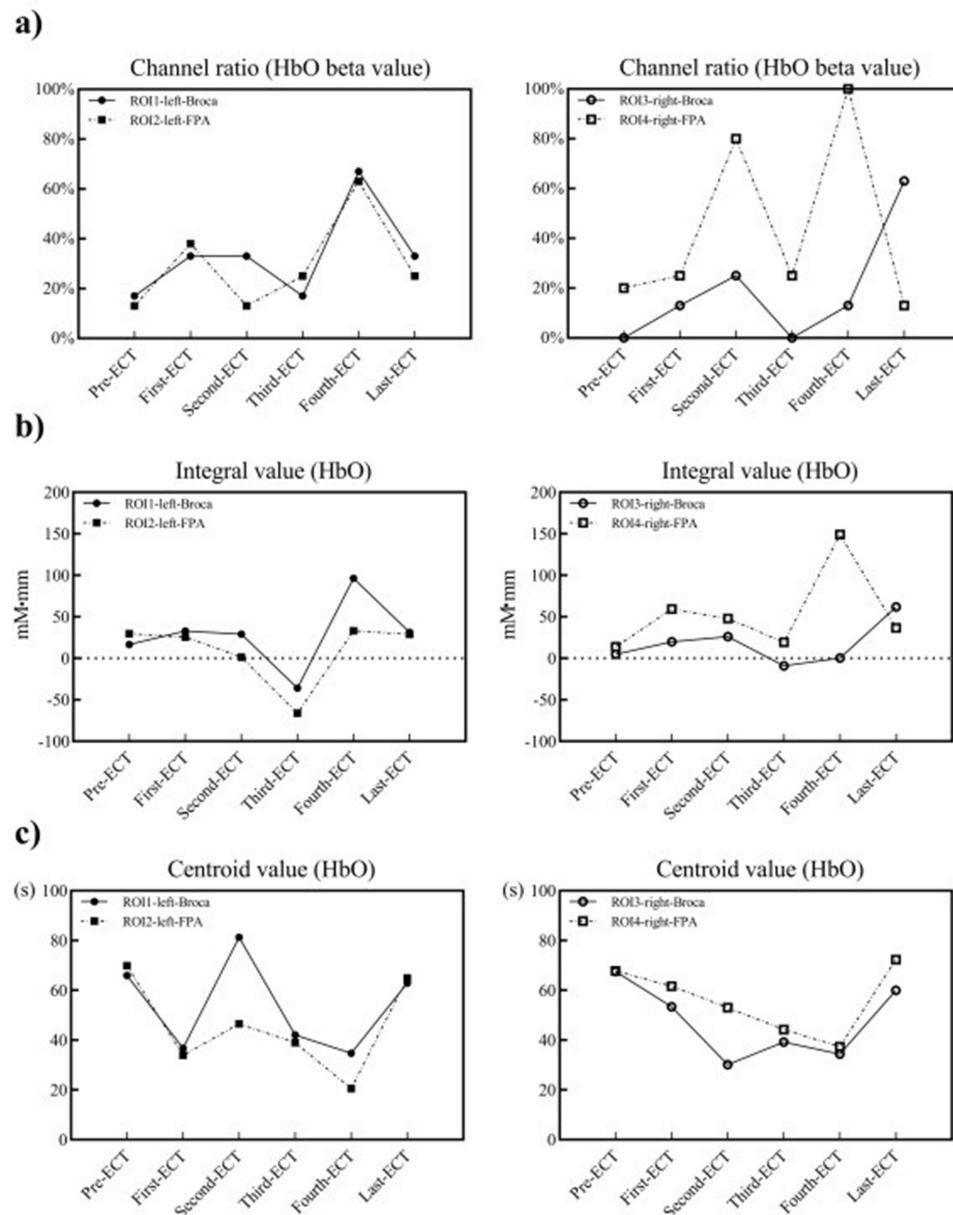 a)
Channel ratio (HbO beta value)
100%
80%
60%
40%
20%
0%
ROI1-left-Broca
ROI2-left-FPA
Pre-ECT
First-ECT
Second-ECT
Third-ECT
Fourth-ECT
Last-ECT
Channel ratio (HbO beta value)
100%
80%
60%
40%
20%
0%
ROI3-right-Broca
ROI4-right-FPA
Pre-ECT
First-ECT
Second-ECT
Third-ECT
Fourth-ECT
Last-ECT
b)
Integral value (HbO)
mM·mm
200
150
100
50
0
-50
-100
ROI1-left-Broca
ROI2-left-FPA
Pre-ECT
First-ECT
Second-ECT
Third-ECT
Fourth-ECT
Last-ECT
Integral value (HbO)
mM·mm
200
150
100
50
0
-50
-100
ROI3-right-Broca
ROI4-right-FPA
Pre-ECT
First-ECT
Second-ECT
Third-ECT
Fourth-ECT
Last-ECT
c)
Centroid value (HbO)
(s)
100
80
60
40
20
0
ROI1-left-Broca
ROI2-left-FPA
Pre-ECT
First-ECT
Second-ECT
Third-ECT
Fourth-ECT
Last-ECT
Centroid value (HbO)
(s)
100
80
60
40
20
0
ROI3-right-Broca
ROI4-right-FPA
Pre-ECT
First-ECT
Second-ECT
Third-ECT
Fourth-ECT
Last-ECT